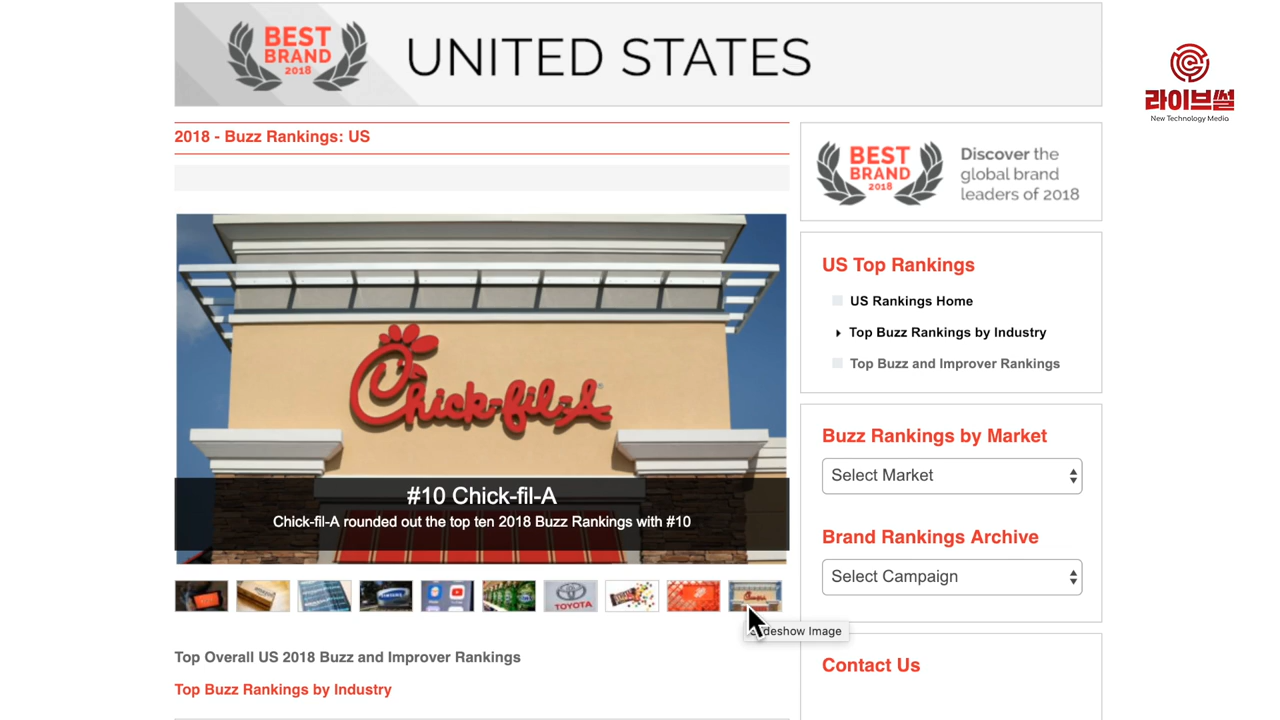 BEST
BRAND
2018
UNITED STATES
라이브썰
New Technology Media
2018 - Buzz Rankings: US
BEST
BRAND
2018
Discover the
global brand
leaders of 2018
US Top Rankings
US Rankings Home
Top Buzz Rankings by Industry
Top Buzz and Improver Rankings
Chick-fil-A
#10 Chick-fil-A
Chick-fil-A rounded out the top ten 2018 Buzz Rankings with #10
Buzz Rankings by Market
Select Market
Brand Rankings Archive
Select Campaign
TOYOTA
deshow Image
Top Overall US 2018 Buzz and Improver Rankings
Top Buzz Rankings by Industry
Contact Us